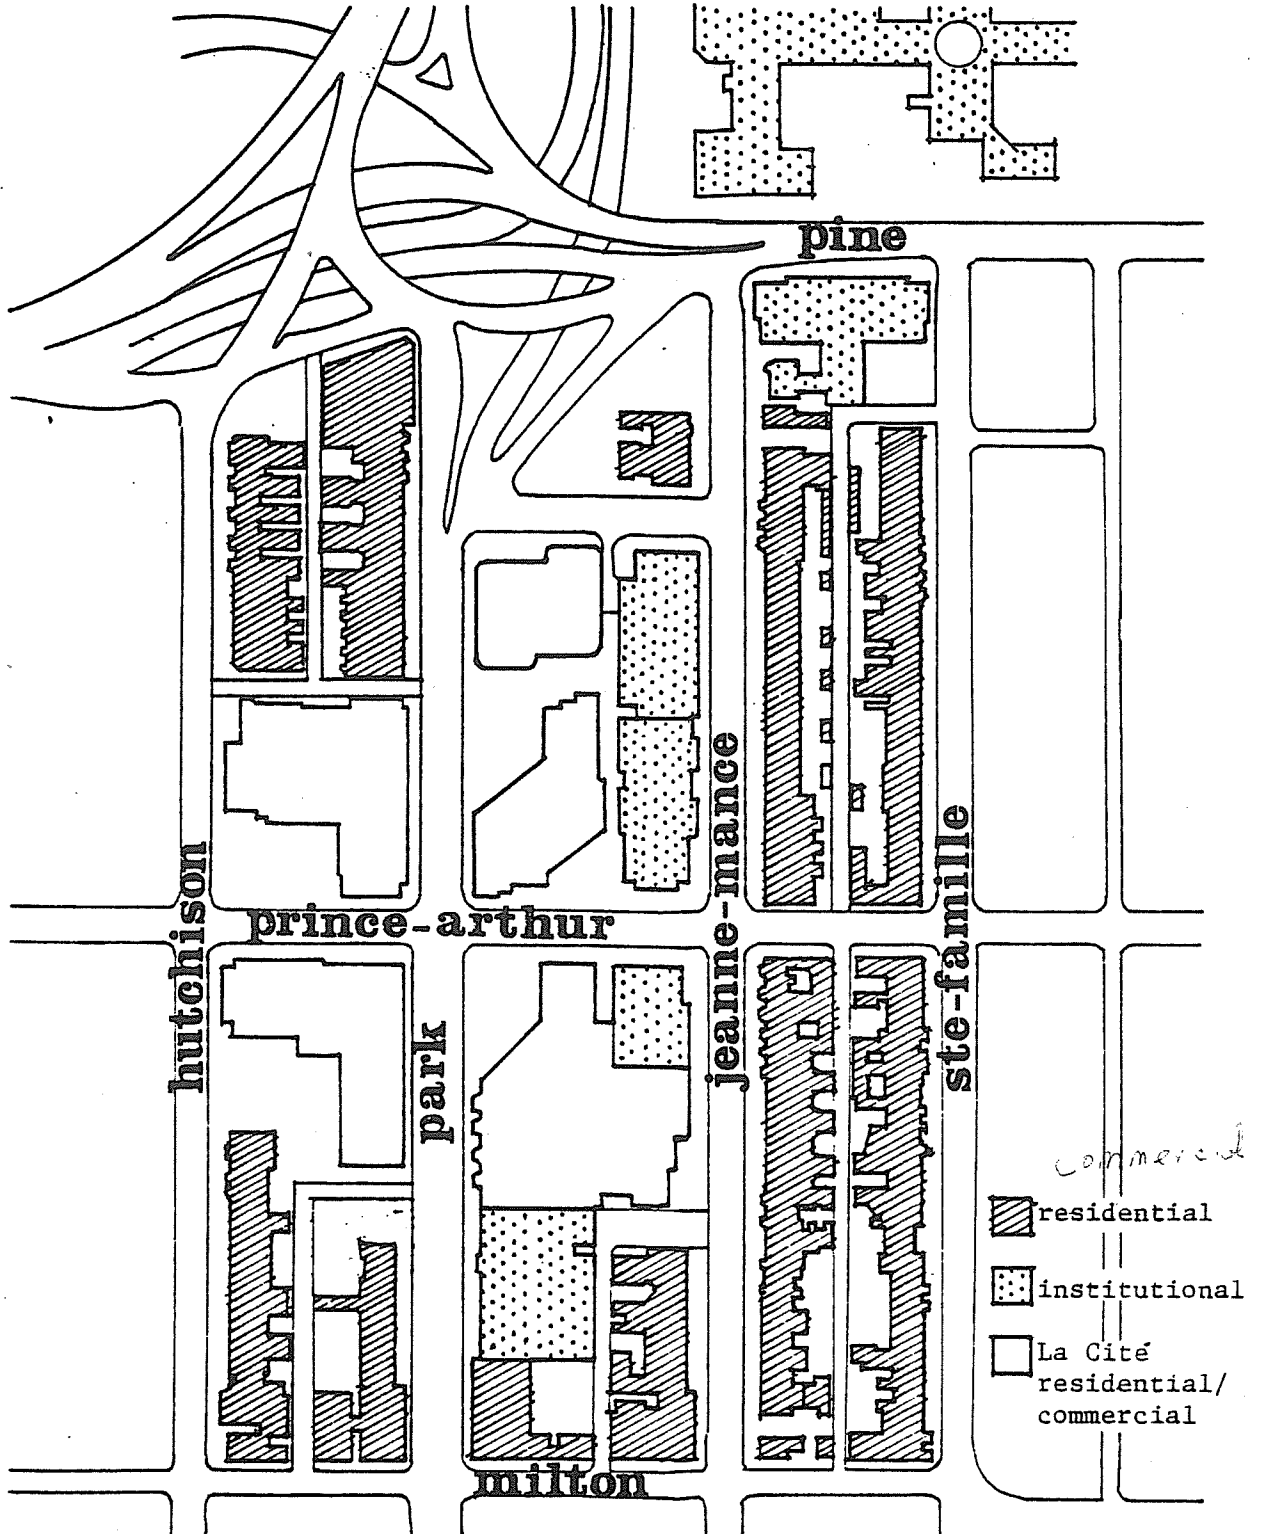 pine
jeanne-mance
ste-famille
hutchison
prince-arthur
park
commercial
residential
institutional
La Cité
residential/
commercial
milton